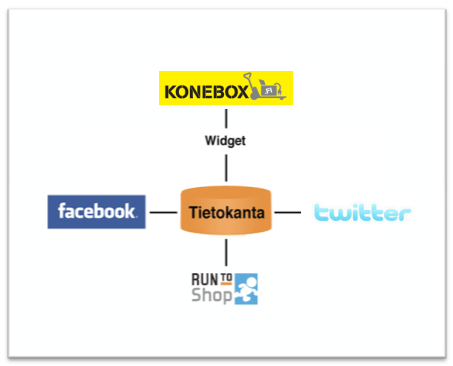 KONEBOX
Widget
facebook
Tietokanta
twitter
RUN TO
Shop